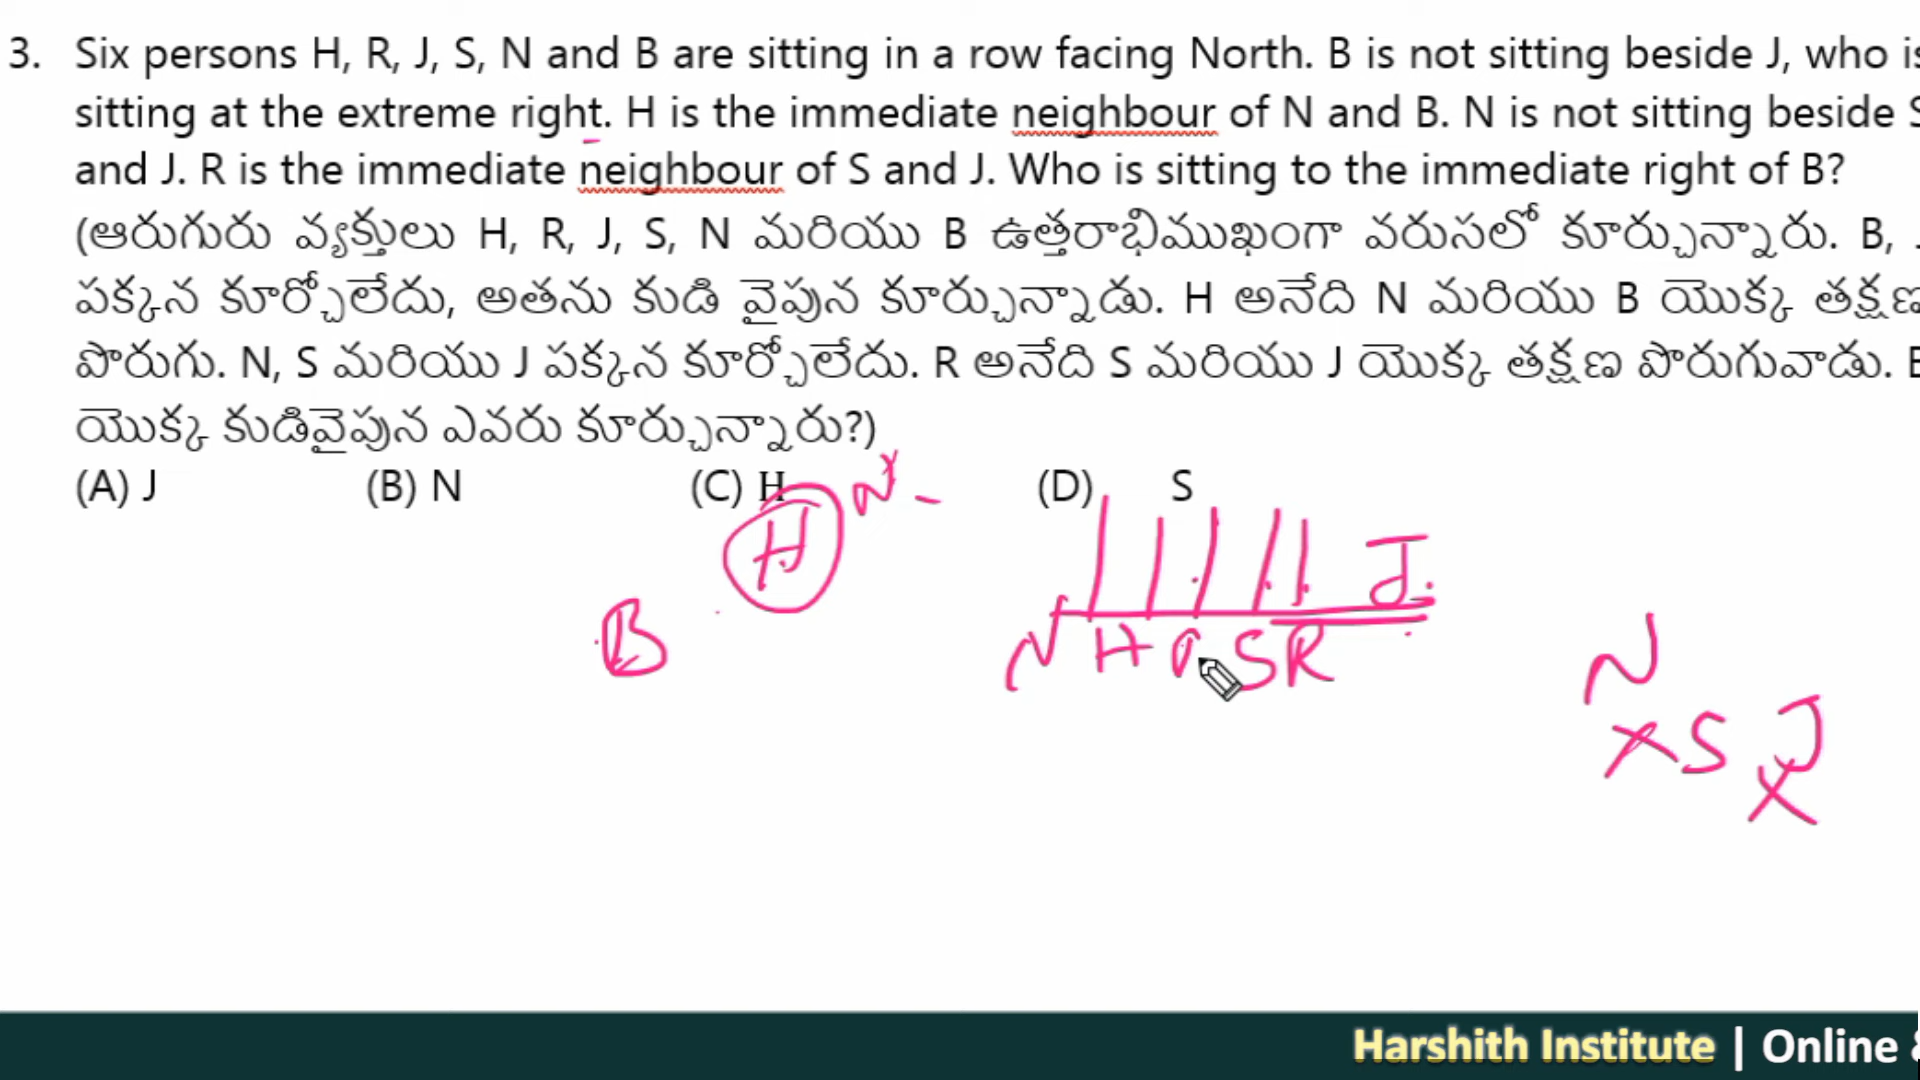 3. Six persons H, R, J, S, N and B are sitting in a row facing North. B is not sitting beside J, who is
sitting at the extreme right. H is the immediate neighbour of N and B. N is not sitting beside S
and J. R is the immediate neighbour of S and J. Who is sitting to the immediate right of B?
(ఆరుగురు వ్యక్తులు H, R, J, S, N మరియు B ఉత్తరాభిముఖంగా వరుసలో కూర్చున్నారు. B, J
పక్కన కూర్చోలేదు, అతను కుడి వైపున కూర్చున్నాడు. H అనేది N మరియు B యొక్క తక్షణ
పొరుగు. N, S మరియు J పక్కన కూర్చోలేదు. R అనేది S మరియు J యొక్క తక్షణ పొరుగువాడు. B
యొక్క కుడివైపున ఎవరు కూర్చున్నారు?)
(A) J (B) N (C) H (D) S
H N
J
B
N H S R
N
X S J
X
Harshith Institute | Online &